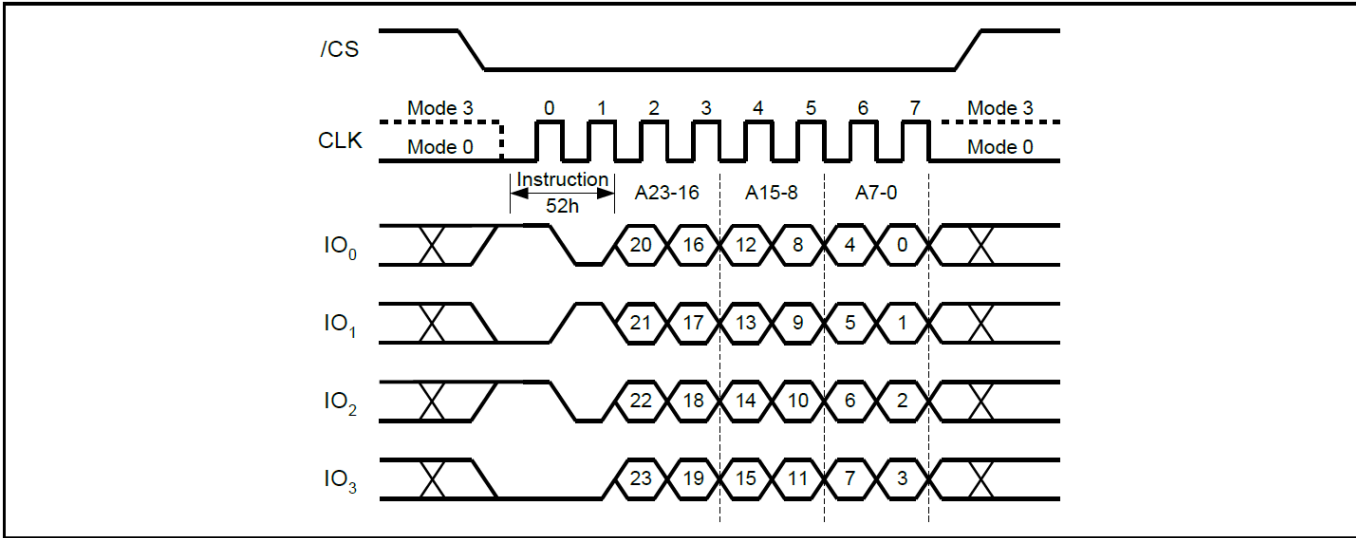 /CS
Mode 3 0 1 2 3 4 5 6 7 Mode 3
CLK
Mode 0 Mode 0
Instruction
52h
A23-16 A15-8 A7-0
IO0 20 16 12 8 4 0
IO1 21 17 13 9 5 1
IO2 22 18 14 10 6 2
IO3 23 19 15 11 7 3